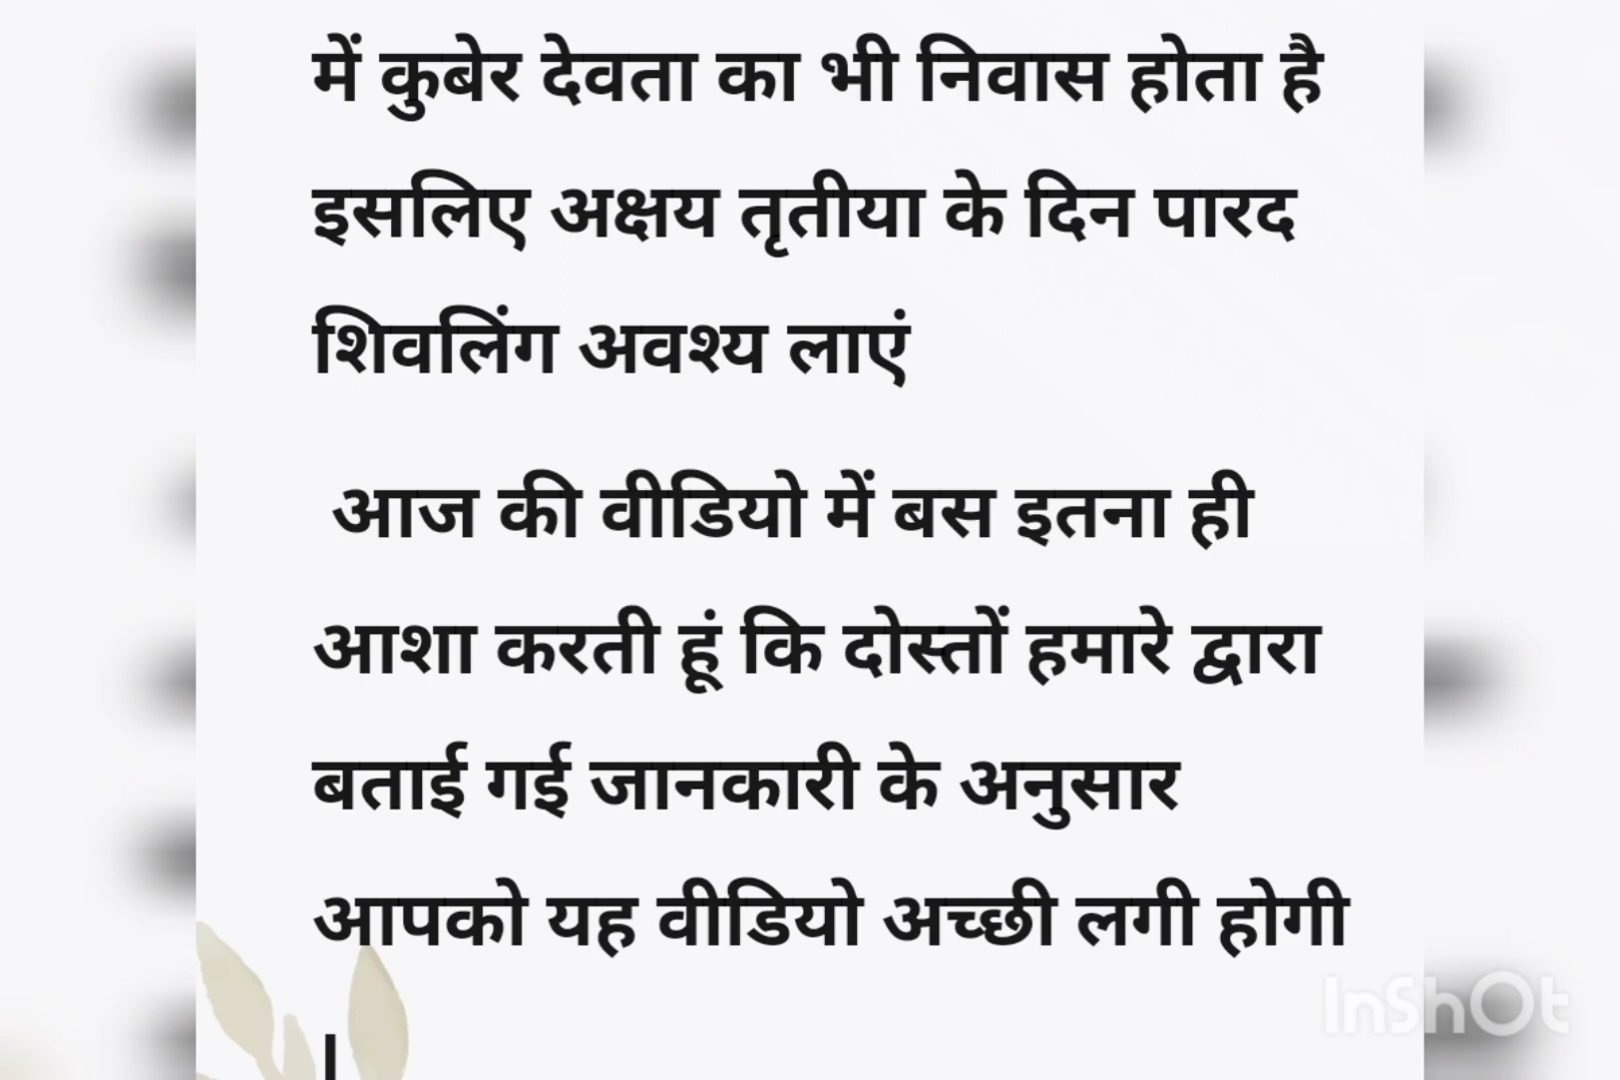 में कुबेर देवता का भी निवास होता है
इसलिए अक्षय तृतीया के दिन पारद
शिवलिंग अवश्य लाएं
आज की वीडियो में बस इतना ही
आशा करती हूं कि दोस्तों हमारे द्वारा
बताई गई जानकारी के अनुसार
आपको यह वीडियो अच्छी लगी होगी
।
InShOt